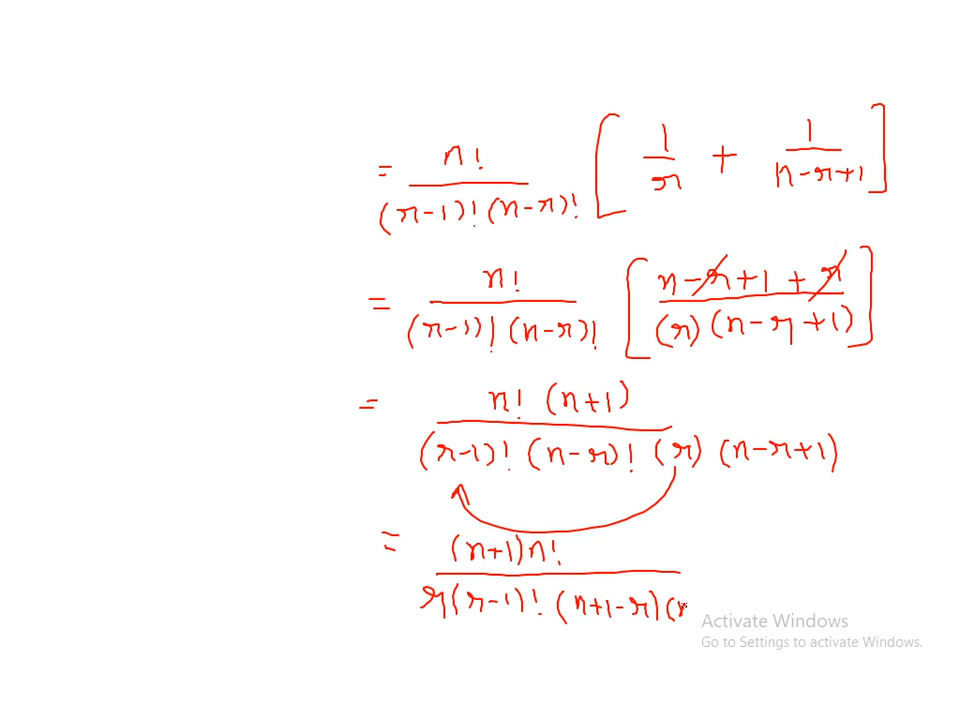 = n! / (r-1)! (n-r)! [ 1/r + 1/(n-r+1) ]
= n! / (r-1)! (n-r)! [ (n-r+1+r) / (r)(n-r+1) ]
= n! (n+1) / (r-1)! (n-r)! (r) (n-r+1)
= (n+1)n! / r(r-1)! (n+1-r)(
Activate Windows
Go to Settings to activate Windows.